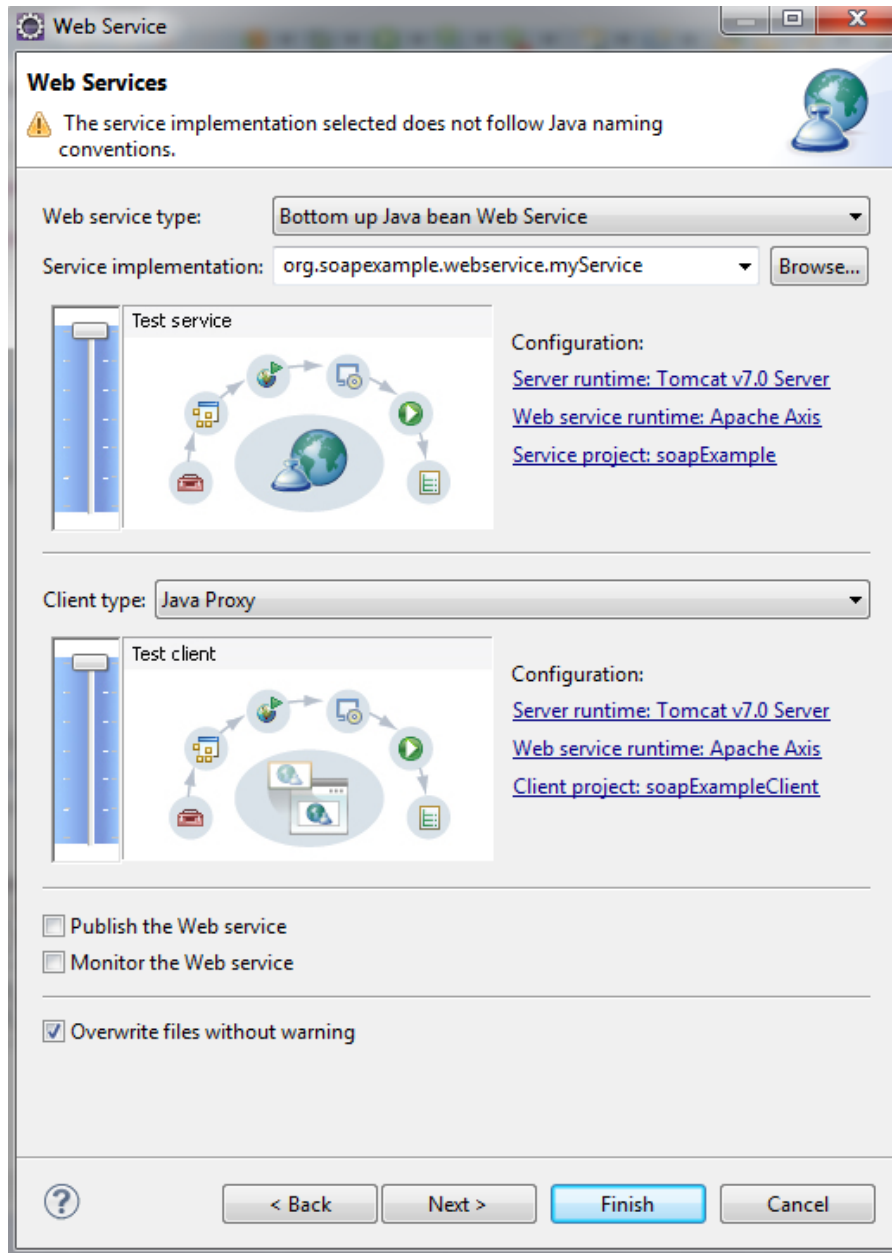 Web Service
Web Services
The service implementation selected does not follow Java naming
conventions.
Web service type: Bottom up Java bean Web Service
Service implementation: org.soapexample.webservice.myService Browse...
Test service
Configuration:
Server runtime: Tomcat v7.0 Server
Web service runtime: Apache Axis
Service project: soapExample
Client type: Java Proxy
Test client
Configuration:
Server runtime: Tomcat v7.0 Server
Web service runtime: Apache Axis
Client project: soapExampleClient
Publish the Web service
Monitor the Web service
Overwrite files without warning
? < Back Next > Finish Cancel